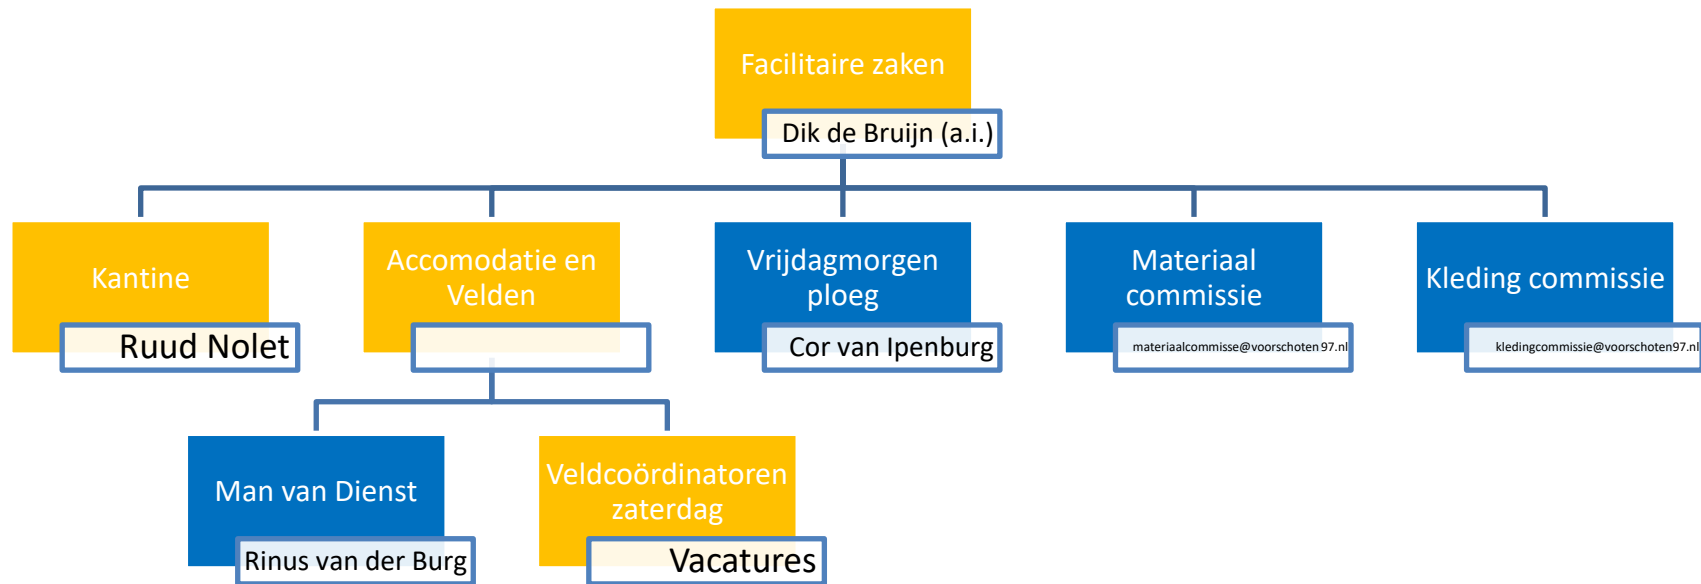 Facilitaire zaken
Dik de Bruijn (a.i.)
Kantine
Ruud Nolet
Accomodatie en
Velden
Vrijdagmorgen
ploeg
Cor van Ipenburg
Materiaal
commissie
materiaalcommisse@voorschoten97.nl
Kleding commissie
kledingcommissie@voorschoten97.nl
Man van Dienst
Rinus van der Burg
Veldcoördinatoren
zaterdag
Vacatures